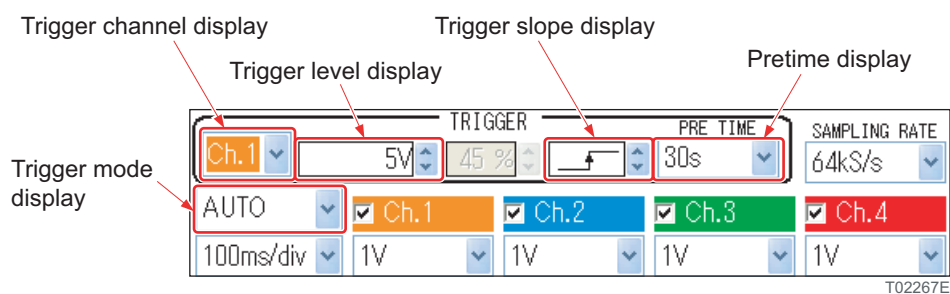 Trigger channel display
Trigger slope display
Trigger level display
Pretime display
TRIGGER
PRE TIME
SAMPLING RATE
Ch.1
5V
45 %
30s
64kS/s
Trigger mode
display
AUTO
Ch.1
Ch.2
Ch.3
Ch.4
100ms/div
1V
1V
1V
1V
T02267E